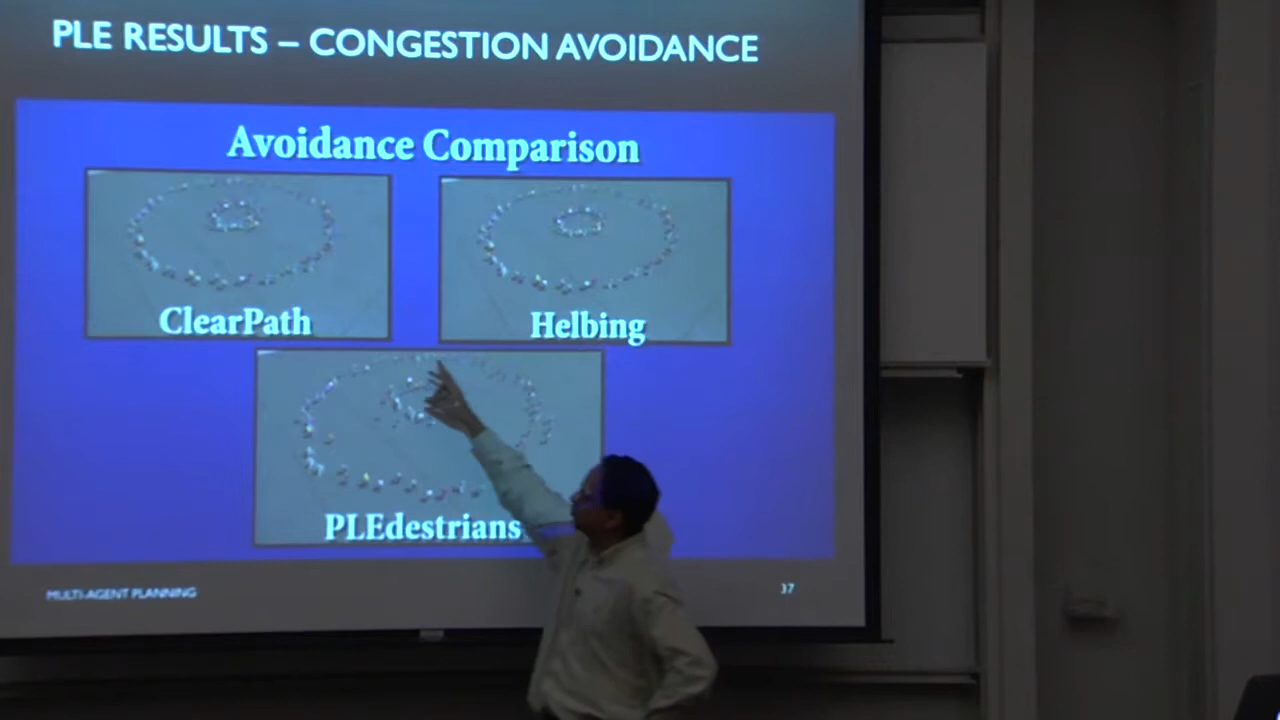 PLE RESULTS – CONGESTION AVOIDANCE
Avoidance Comparison
ClearPath
Helbing
PLEdestrians
MULTI-AGENT PLANNING
37